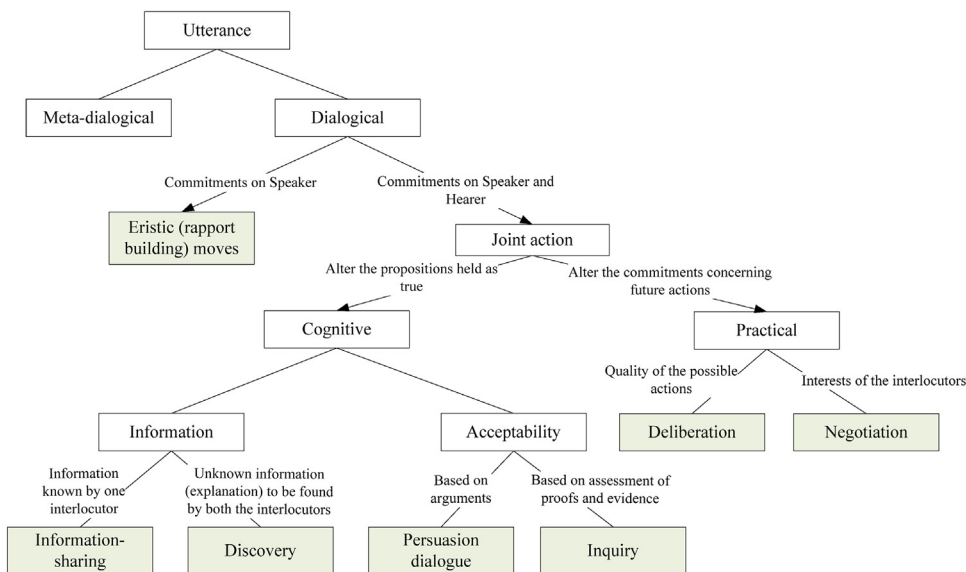 Utterance
Meta-dialogical
Dialogical
Commitments on Speaker
Commitments on Speaker and
Hearer
Eristic (rapport
building) moves
Joint action
Alter the propositions held as
true
Alter the commitments concerning
future actions
Cognitive
Practical
Quality of the possible
actions
Interests of the interlocutors
Information
Acceptability
Deliberation
Negotiation
Information
known by one
interlocutor
Unknown information
(explanation) to be found
by both the interlocutors
Based on
arguments
Based on assessment of
proofs and evidence
Information-
sharing
Discovery
Persuasion
dialogue
Inquiry